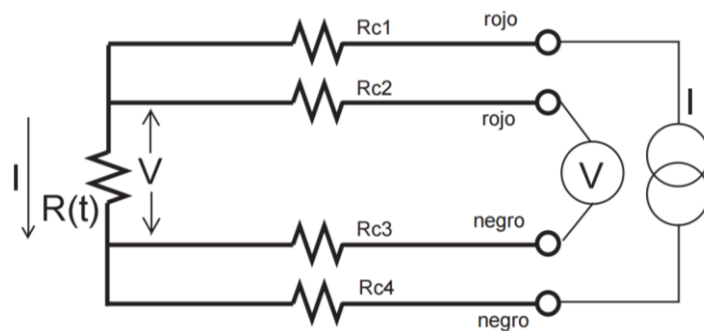 Rc1
rojo
Rc2
rojo
I
I
V
V
R(t)
Rc3
negro
Rc4
negro